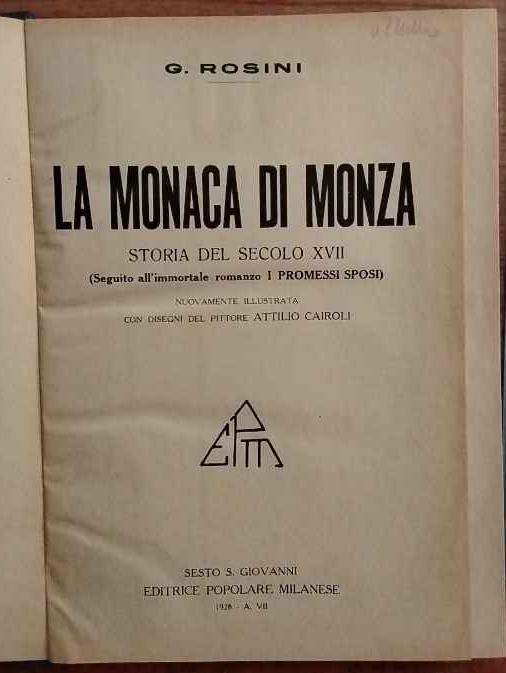 G. ROSINI
LA MONACA DI MONZA
STORIA DEL SECOLO XVII
(Seguito all'immortale romanzo I PROMESSI SPOSI)
NUOVAMENTE ILLUSTRATA
CON DISEGNI DEL PITTORE ATTILIO CAIROLI
EPM
SESTO S. GIOVANNI
EDITRICE POPOLARE MILANESE
1928 - A. VII